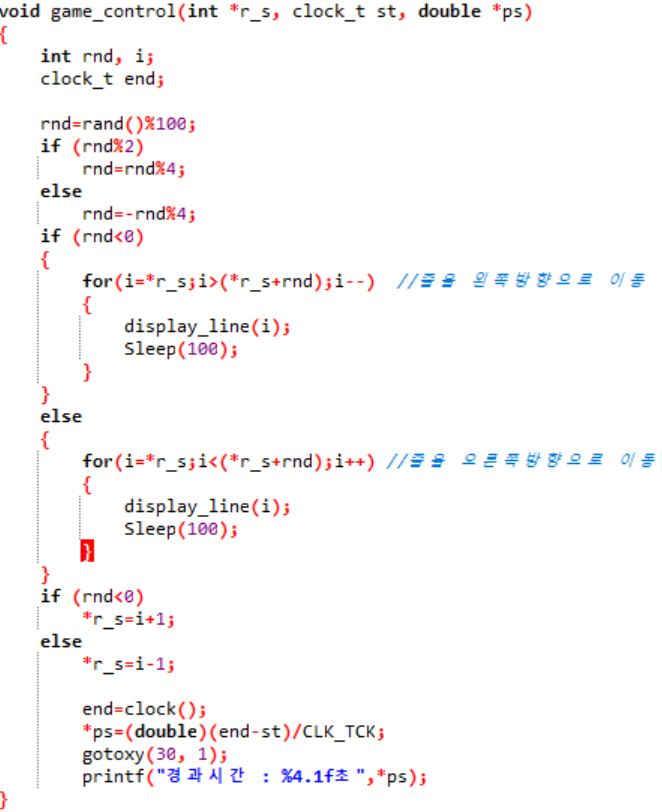 void game_control(int *r_s, clock_t st, double *ps)
{
    int rnd, i;
    clock_t end;

    rnd=rand()%100;
    if (rnd%2)
        rnd=rnd%4;
    else
        rnd=-rnd%4;
    if (rnd<0)
    {
        for(i=*r_s;i>(*r_s+rnd);i--)  //줄을 왼쪽방향으로 이동
        {
            display_line(i);
            Sleep(100);
        }
    }
    else
    {
        for(i=*r_s;i<(*r_s+rnd);i++) //줄을 오른쪽방향으로 이동
        {
            display_line(i);
            Sleep(100);
        }
    }
    if (rnd<0)
        *r_s=i+1;
    else
        *r_s=i-1;

        end=clock();
        *ps=(double)(end-st)/CLK_TCK;
        gotoxy(30, 1);
        printf("경과시간 : %4.1f초",*ps);
}